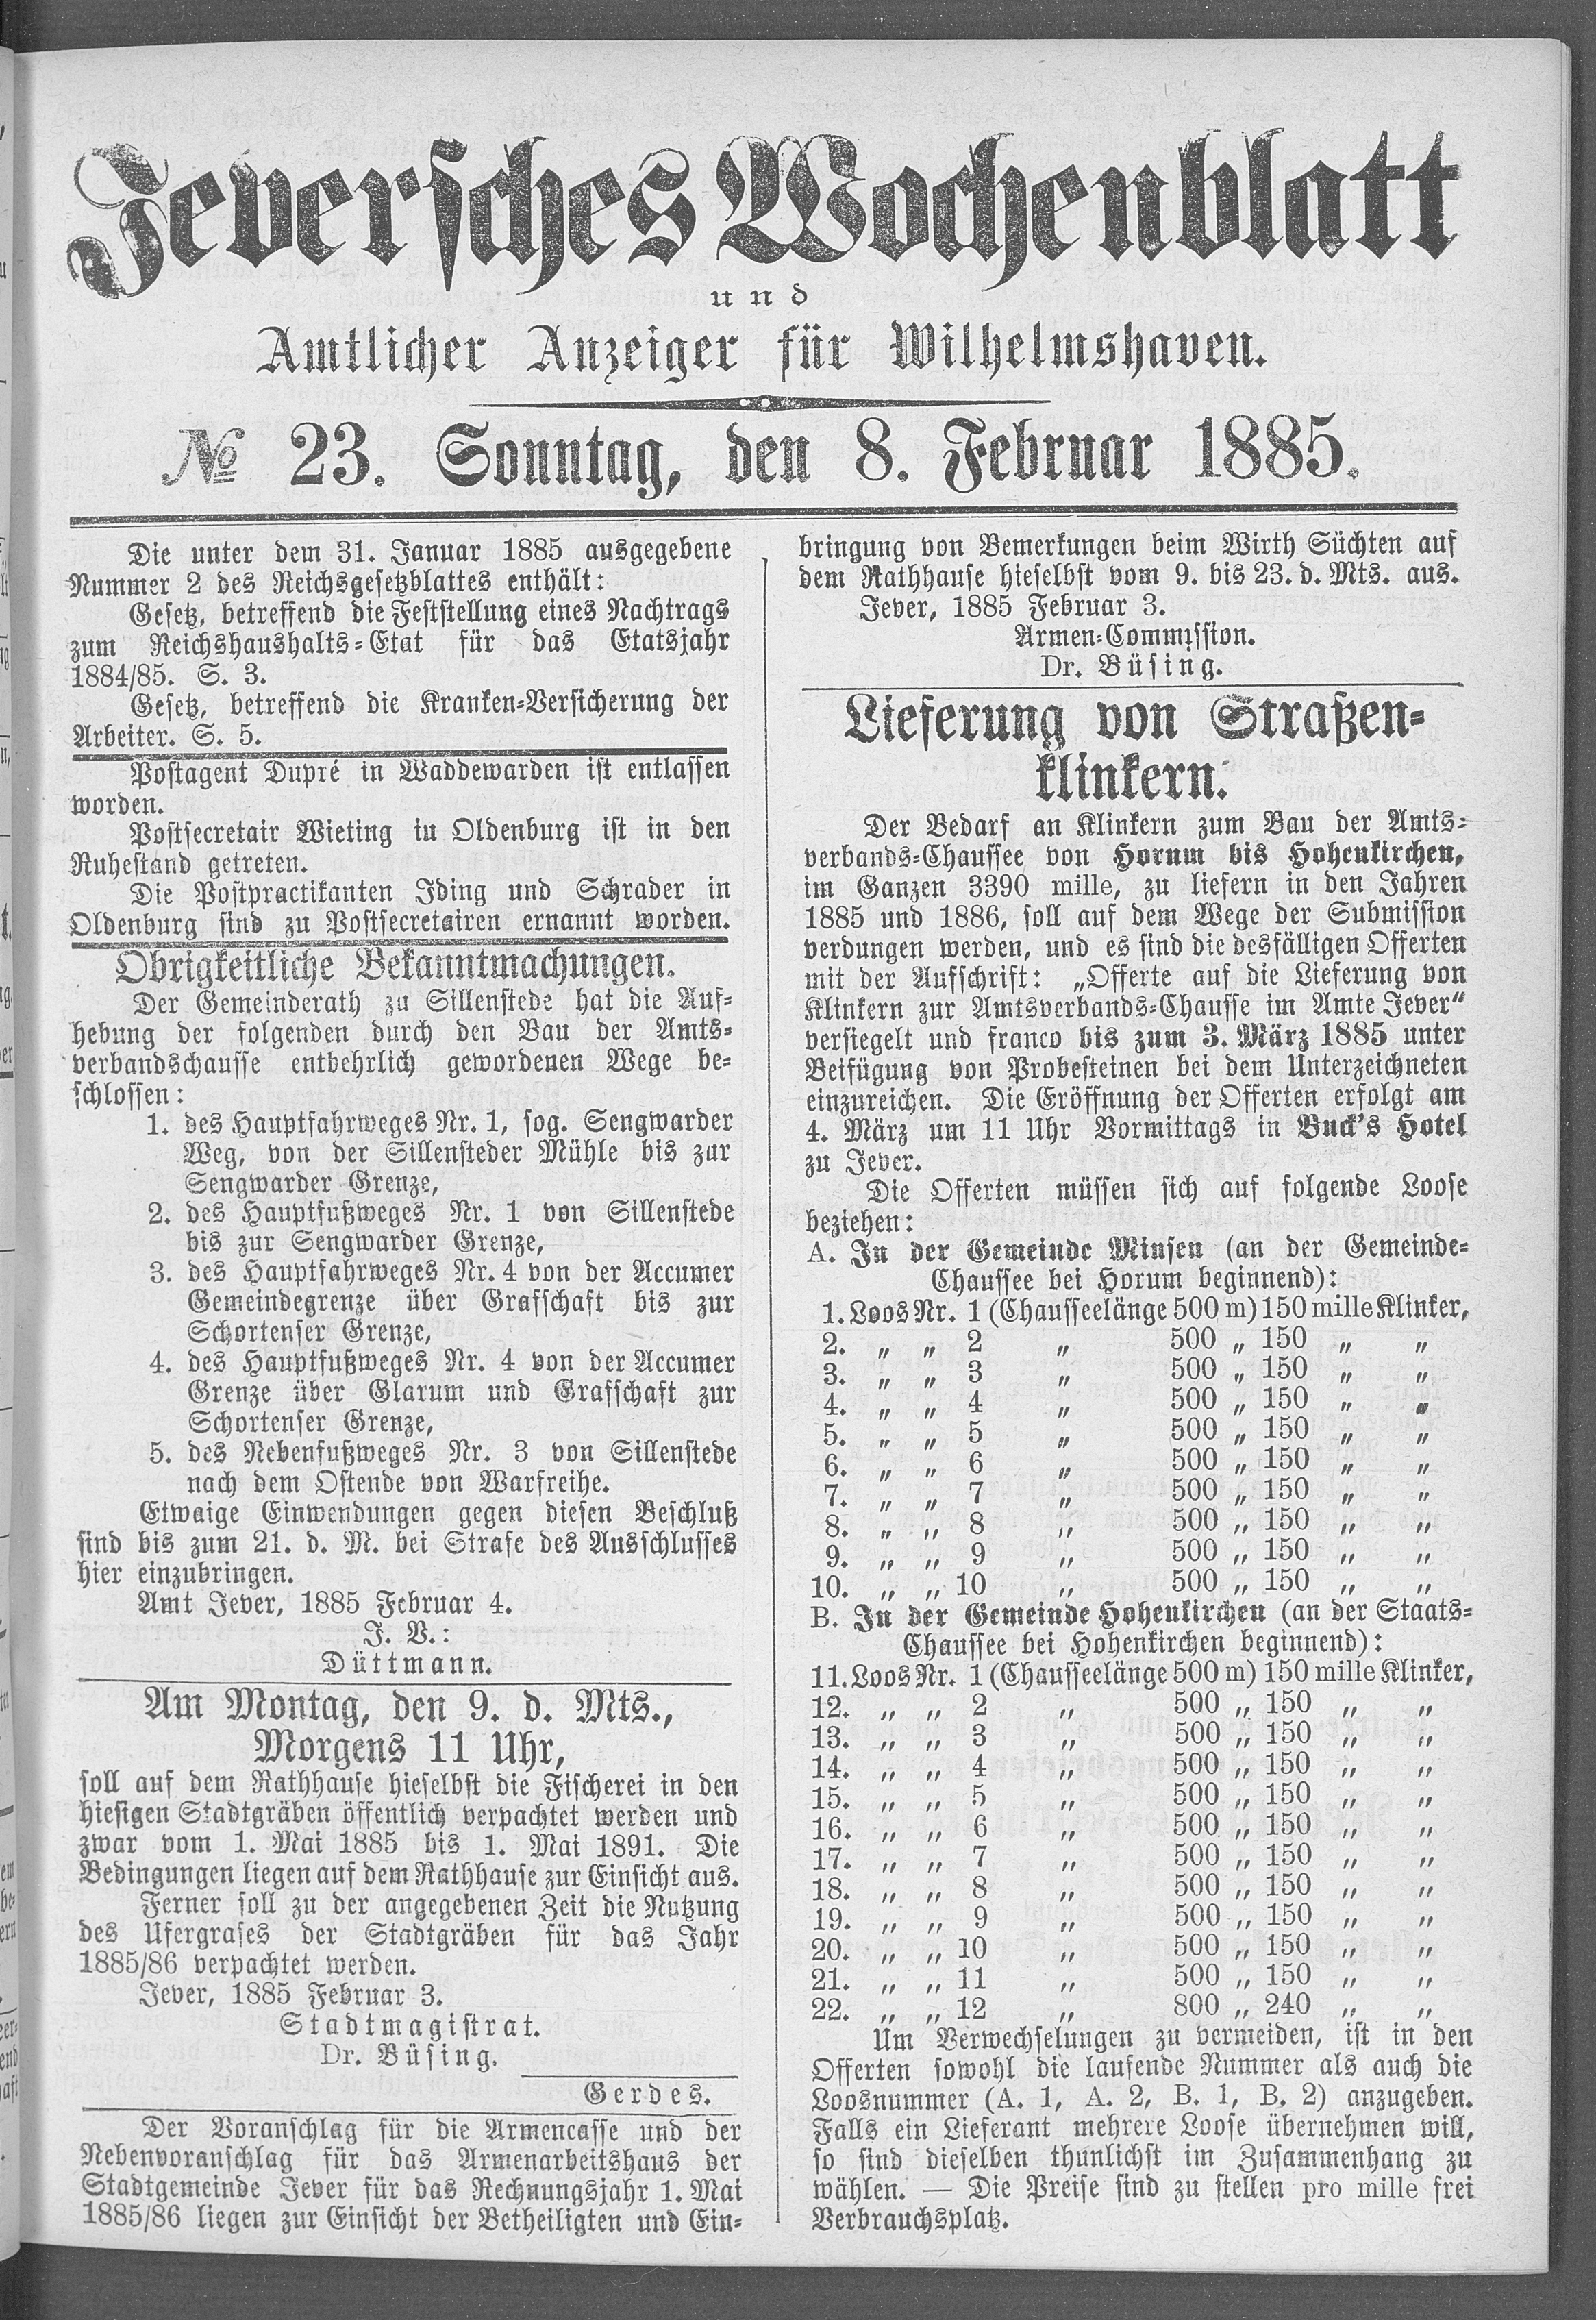 Jeversches Wochenblatt
und
Amtlicher Anzeiger für Wilhelmshaven.
№ 23. Sonntag, den 8. Februar 1885.
Die unter dem 31. Januar 1885 ausgegebene
Nummer 2 des Reichsgesetzblattes enthält:
Gesetz, betreffend die Feststellung eines Nachtrags
zum Reichshaushalts-Etat für das Etatsjahr
1884/85. S. 3.
Gesetz, betreffend die Kranken-Versicherung der
Arbeiter. S. 5.
Postagent Dupré in Waddewarden ist entlassen
worden.
Postsecretair Wieting in Oldenburg ist in den
Ruhestand getreten.
Die Postpractikanten Iding und Schrader in
Oldenburg sind zu Postsecretairen ernannt worden.
Obrigkeitliche Bekanntmachungen.
Der Gemeinderath zu Sillenstede hat die Auf-
hebung der folgenden durch den Bau der Amts-
verbandschausse entbehrlich gewordenen Wege be-
schlossen:
1. des Hauptfahrweges Nr. 1, sog. Sengwarder
Weg, von der Sillensteder Mühle bis zur
Sengwarder Grenze,
2. des Hauptfußweges Nr. 1 von Sillenstede
bis zur Sengwarder Grenze,
3. des Hauptfahrweges Nr. 4 von der Accumer
Gemeindegrenze über Grafschaft bis zur
Schortenser Grenze,
4. des Hauptfußweges Nr. 4 von der Accumer
Grenze über Glarum und Grafschaft zur
Schortenser Grenze,
5. des Nebenfußweges Nr. 3 von Sillenstede
nach dem Ostende von Warfreihe.
Etwaige Einwendungen gegen diesen Beschluß
sind bis zum 21. d. M. bei Strafe des Ausschlusses
hier einzubringen.
Amt Jever, 1885 Februar 4.
J. V.:
Düttmann.
Am Montag, den 9. d. Mts.,
Morgens 11 Uhr,
soll auf dem Rathhause hieselbst die Fischerei in den
hiesigen Stadtgräben öffentlich verpachtet werden und
zwar vom 1. Mai 1885 bis 1. Mai 1891. Die
Bedingungen liegen auf dem Rathhause zur Einsicht aus.
Ferner soll zu der angegebenen Zeit die Nutzung
des Ufergrases der Stadtgräben für das Jahr
1885/86 verpachtet werden.
Jever, 1885 Februar 3.
Stadtmagistrat.
Dr. Büsing.
Gerdes.
Der Voranschlag für die Armencasse und der
Nebenvoranschlag für das Armenarbeitshaus der
Stadtgemeinde Jever für das Rechnungsjahr 1. Mai
1885/86 liegen zur Einsicht der Betheiligten und Ein-
bringung von Bemerkungen beim Wirth Süchten auf
dem Rathhause hieselbst vom 9. bis 23. d. Mts. aus.
Jever, 1885 Februar 3.
Armen-Commission.
Dr. Büsing.
Lieferung von Straßen-
klinkern.
Der Bedarf an Klinkern zum Bau der Amts-
verbands-Chaussee von Horum bis Hohenkirchen,
im Ganzen 3390 mille, zu liefern in den Jahren
1885 und 1886, soll auf dem Wege der Submission
verdungen werden, und es sind die desfälligen Offerten
mit der Aufschrift: „Offerte auf die Lieferung von
Klinkern zur Amtsverbands-Chausse im Amte Jever“
versiegelt und franco bis zum 3. März 1885 unter
Beifügung von Probesteinen bei dem Unterzeichneten
einzureichen. Die Eröffnung der Offerten erfolgt am
4. März um 11 Uhr Vormittags in Buck's Hotel
zu Jever.
Die Offerten müssen sich auf folgende Loose
beziehen:
A. In der Gemeinde Minsen (an der Gemeinde-
Chaussee bei Horum beginnend):
1. Loos Nr. 1 (Chausseelänge 500 m) 150 mille Klinker,
2. „ „ 2 „ 500 „ 150 „ „
3. „ „ 3 „ 500 „ 150 „ „
4. „ „ 4 „ 500 „ 150 „ „
5. „ „ 5 „ 500 „ 150 „ „
6. „ „ 6 „ 500 „ 150 „ „
7. „ „ 7 „ 500 „ 150 „ „
8. „ „ 8 „ 500 „ 150 „ „
9. „ „ 9 „ 500 „ 150 „ „
10. „ „ 10 „ 500 „ 150 „ „
B. In der Gemeinde Hohenkirchen (an der Staats-
Chaussee bei Hohenkirchen beginnend):
11. Loos Nr. 1 (Chausseelänge 500 m) 150 mille Klinker,
12. „ „ 2 „ 500 „ 150 „ „
13. „ „ 3 „ 500 „ 150 „ „
14. „ „ 4 „ 500 „ 150 „ „
15. „ „ 5 „ 500 „ 150 „ „
16. „ „ 6 „ 500 „ 150 „ „
17. „ „ 7 „ 500 „ 150 „ „
18. „ „ 8 „ 500 „ 150 „ „
19. „ „ 9 „ 500 „ 150 „ „
20. „ „ 10 „ 500 „ 150 „ „
21. „ „ 11 „ 500 „ 150 „ „
22. „ „ 12 „ 800 „ 240 „ „
Um Verwechselungen zu vermeiden, ist in den
Offerten sowohl die laufende Nummer als auch die
Loosnummer (A. 1, A. 2, B. 1, B. 2) anzugeben.
Falls ein Lieferant mehrere Loose übernehmen will,
so sind dieselben thunlichst im Zusammenhang zu
wählen. — Die Preise sind zu stellen pro mille frei
Verbrauchsplatz.